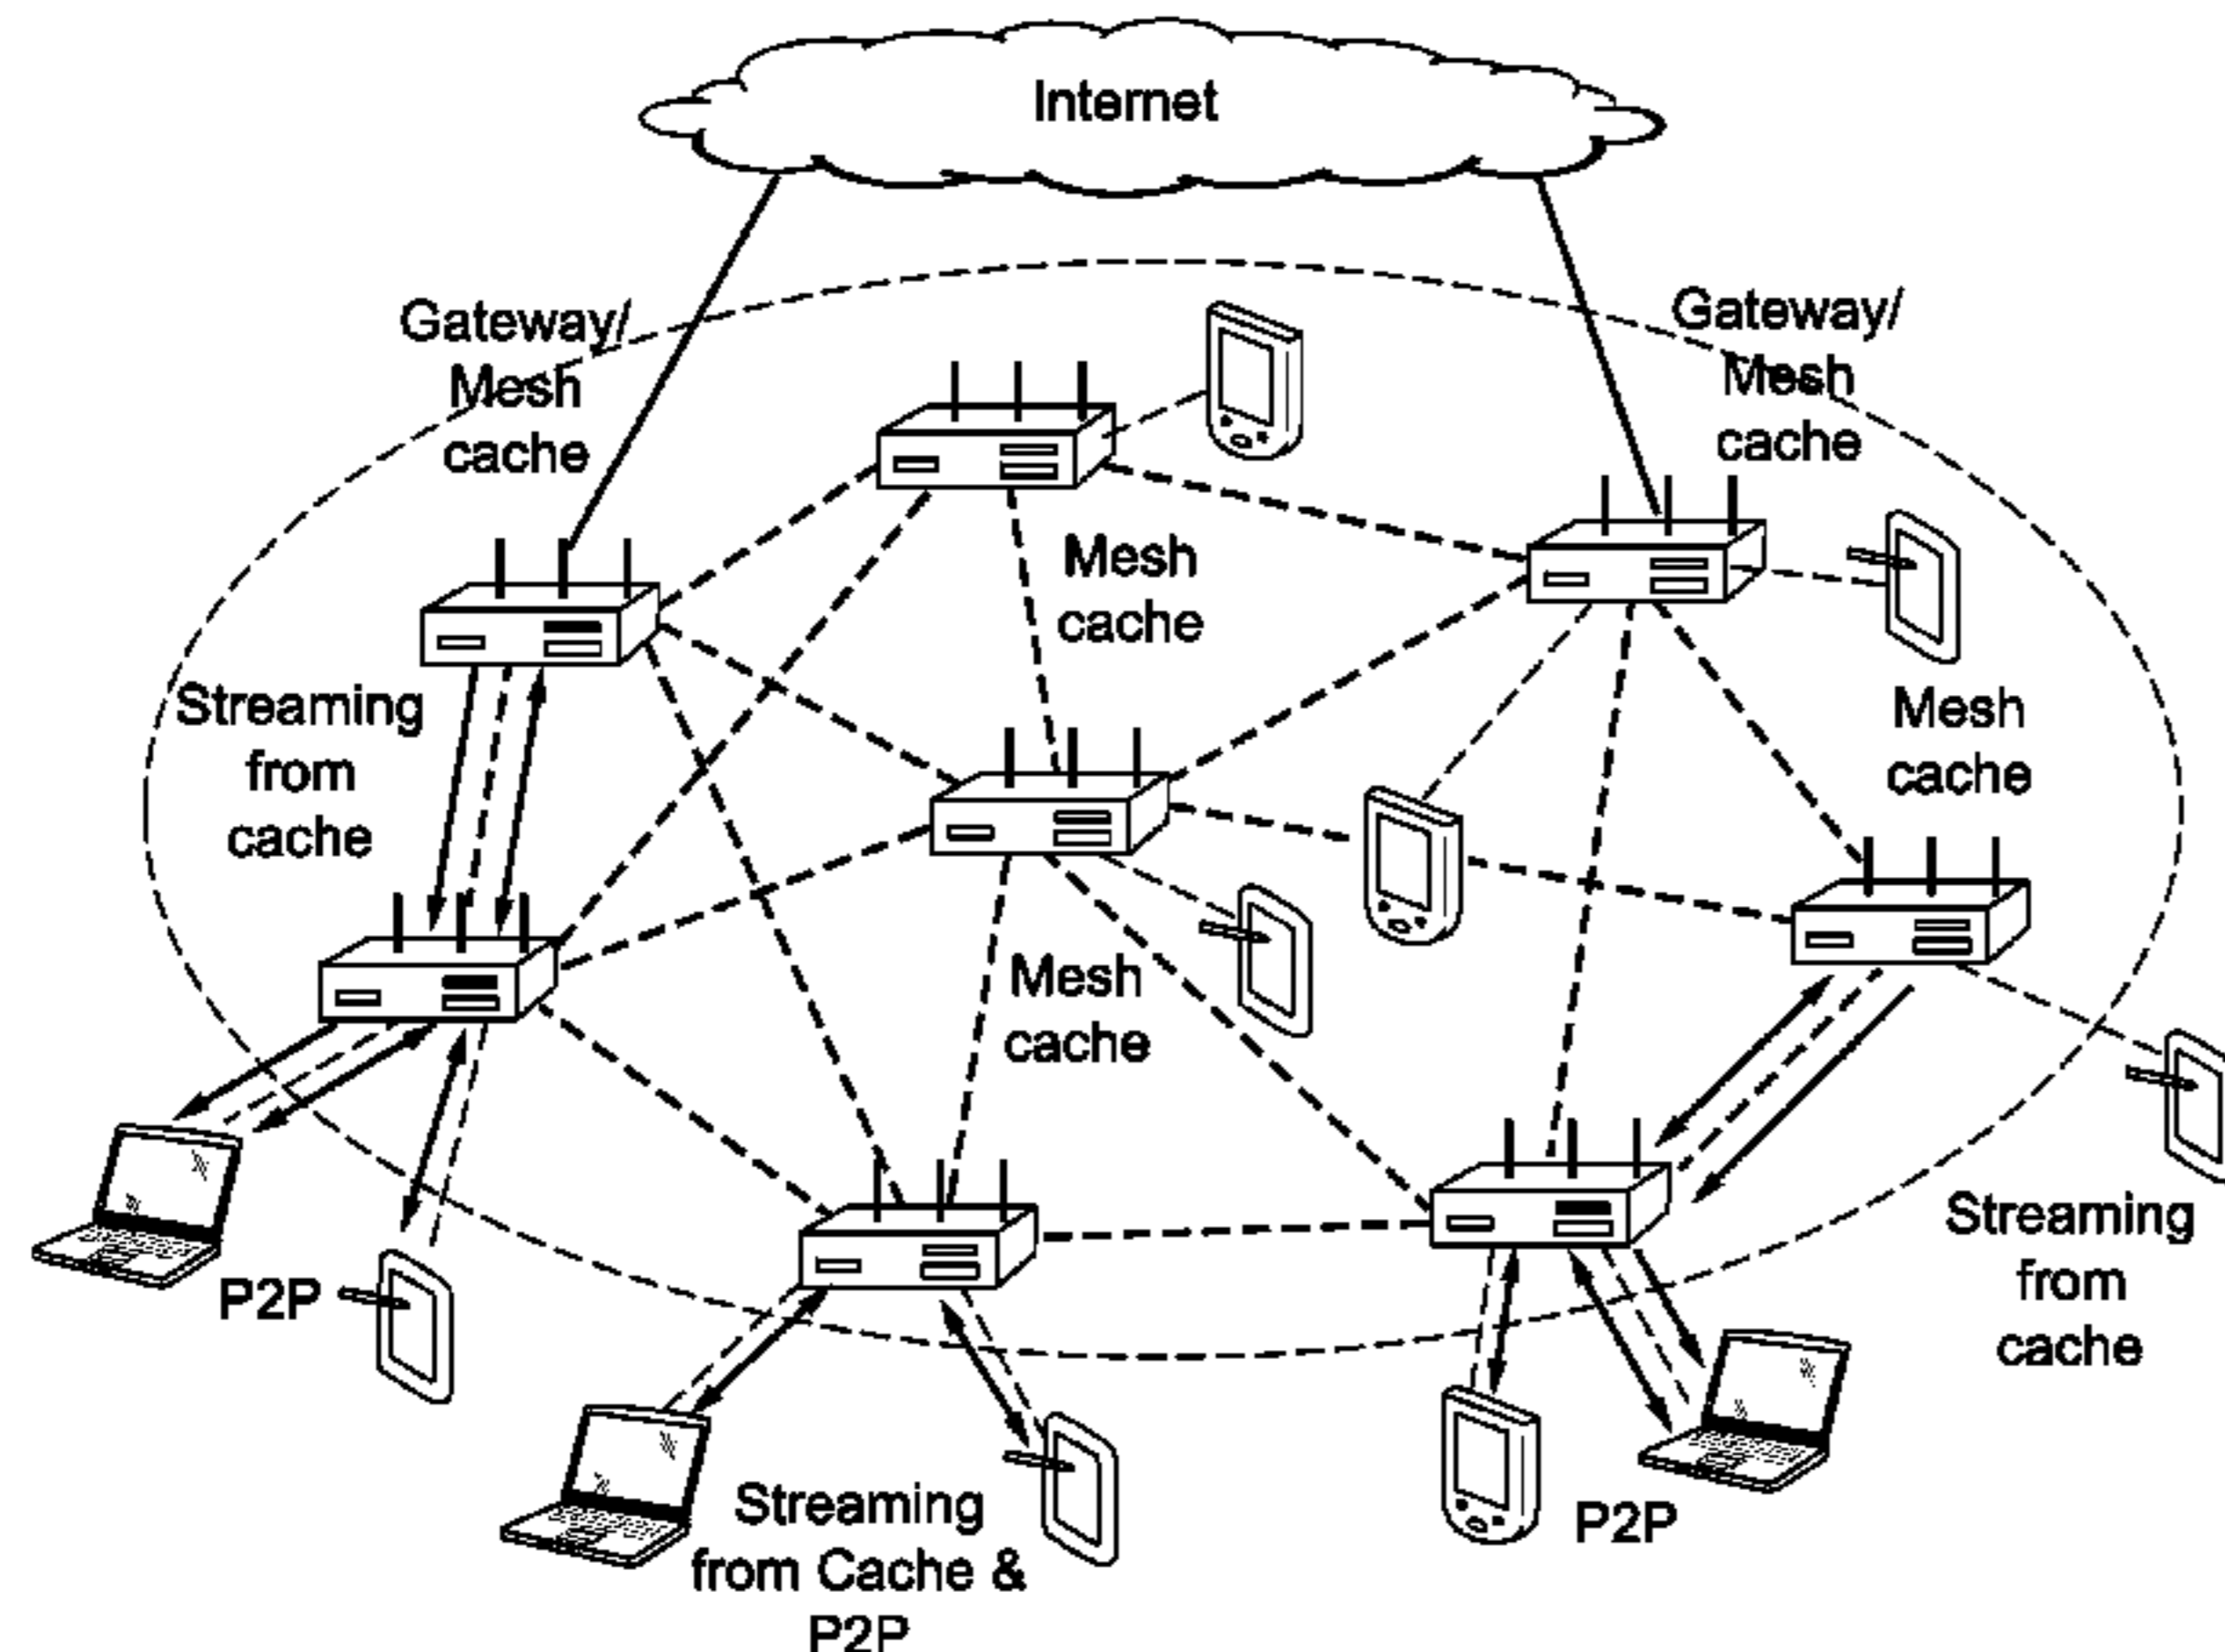 Internet
Gateway/
Mesh
cache
Gateway/
Mesh
cache
Mesh
cache
Streaming
from
cache
Mesh
cache
Mesh
cache
Streaming
from
cache
P2P
Streaming
from Cache &
P2P
P2P